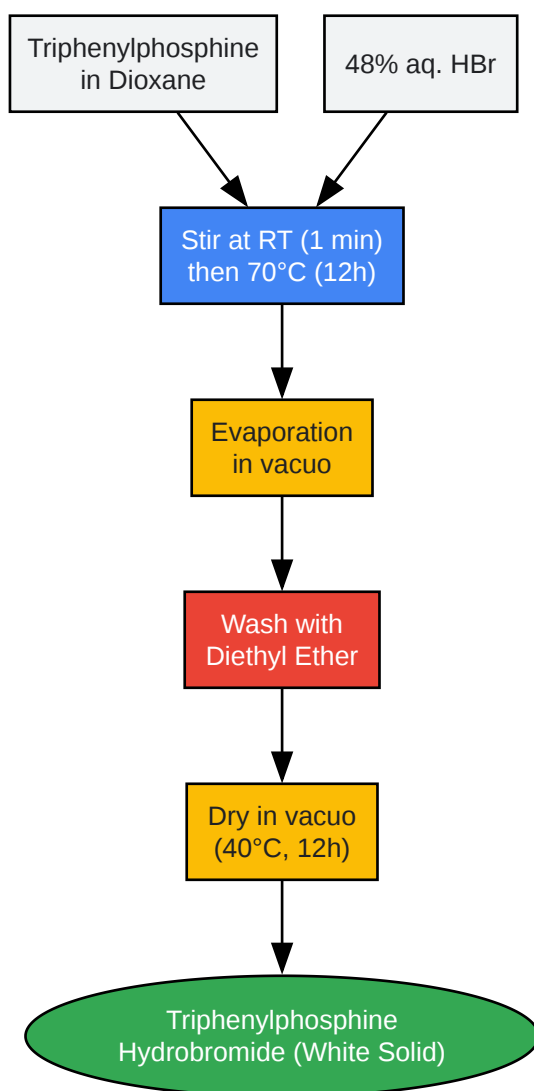 Triphenylphosphine
in Dioxane
48% aq. HBr
Stir at RT (1 min)
then 70°C (12h)
Evaporation
in vacuo
Wash with
Diethyl Ether
Dry in vacuo
(40°C, 12h)
Triphenylphosphine
Hydrobromide (White Solid)